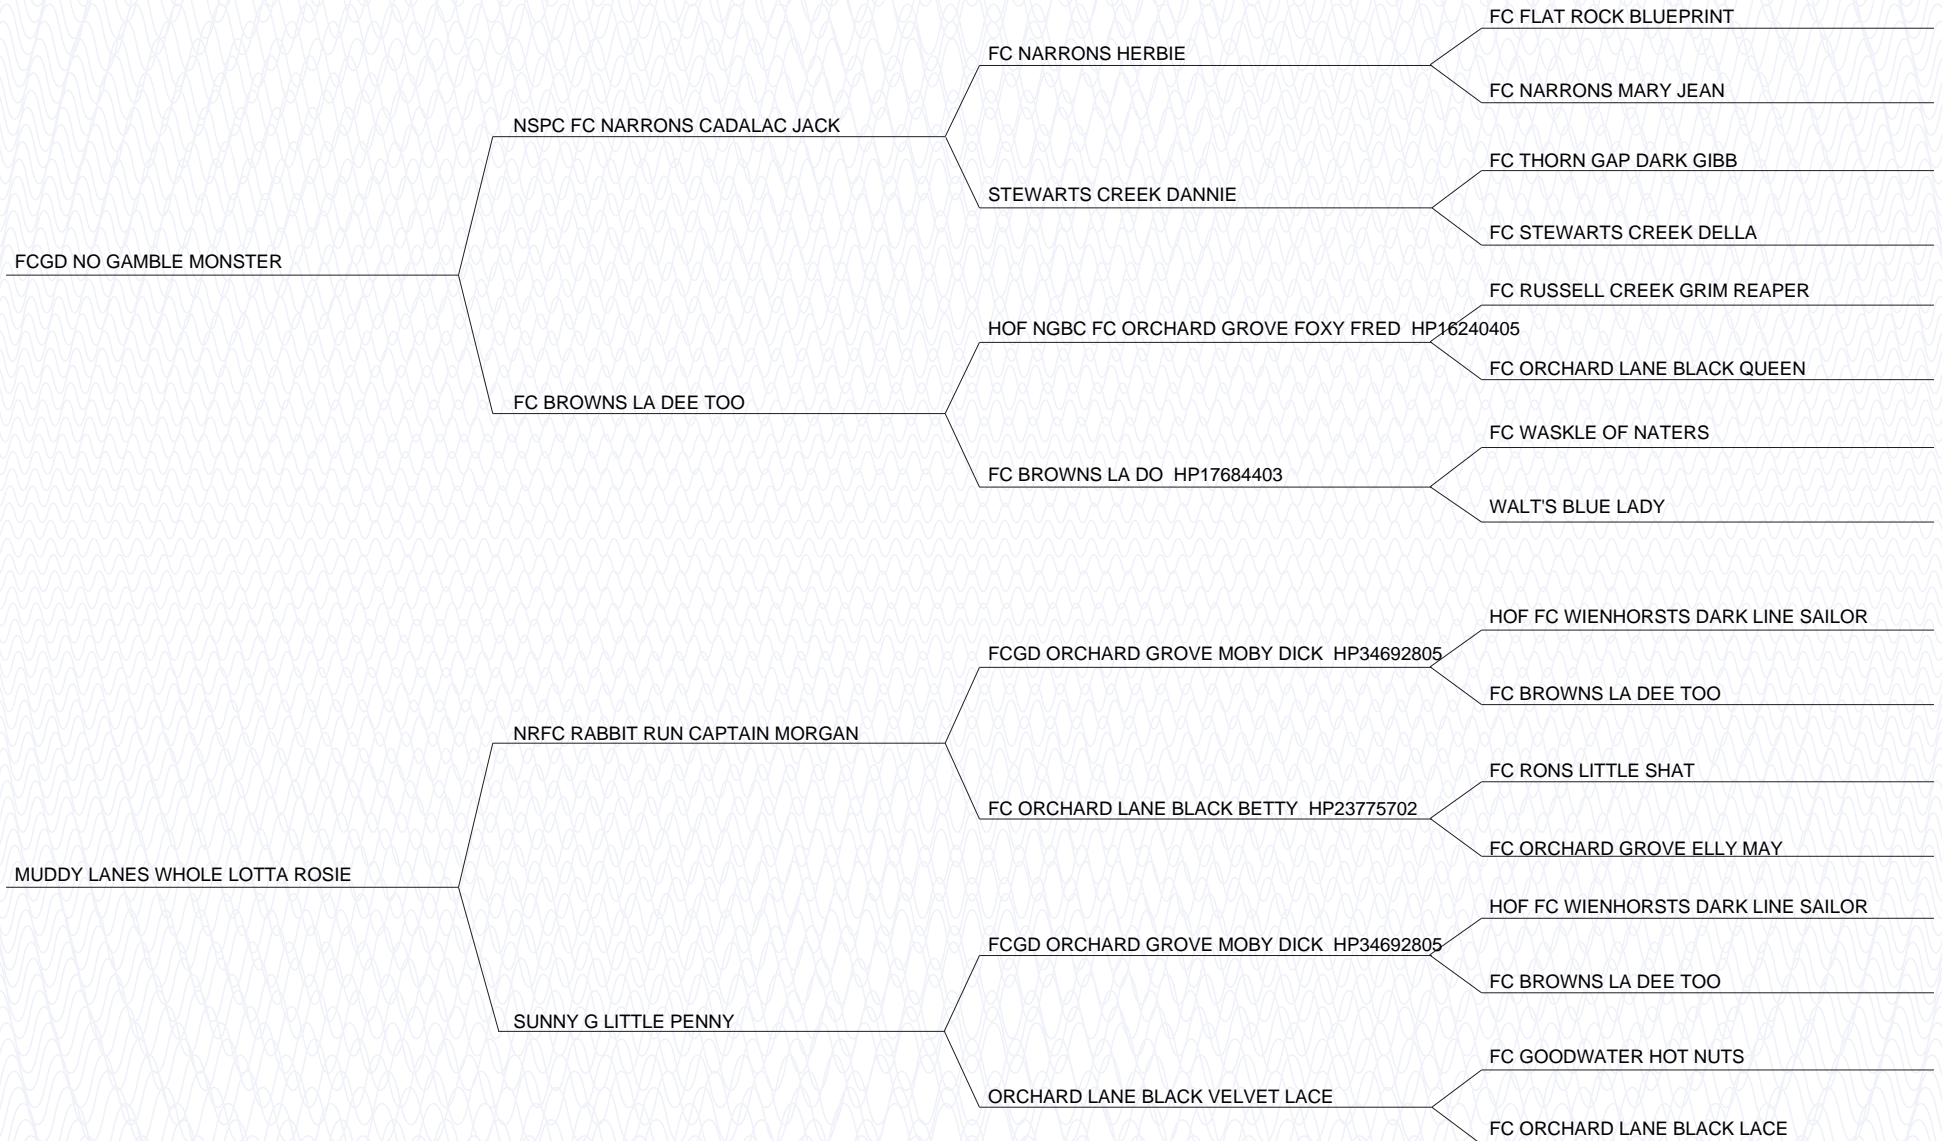 FC FLAT ROCK BLUEPRINT
FC NARRONS HERBIE
FC NARRONS MARY JEAN
NSPC FC NARRONS CADALAC JACK
FC THORN GAP DARK GIBB
STEWARTS CREEK DANNIE
FC STEWARTS CREEK DELLA
FCGD NO GAMBLE MONSTER
FC RUSSELL CREEK GRIM REAPER
HOF NGBC FC ORCHARD GROVE FOXY FRED HP16240405
FC ORCHARD LANE BLACK QUEEN
FC BROWNS LA DEE TOO
FC WASKLE OF NATERS
FC BROWNS LA DO HP17684403
WALT'S BLUE LADY
HOF FC WIENHORSTS DARK LINE SAILOR
FCGD ORCHARD GROVE MOBY DICK HP34692805
FC BROWNS LA DEE TOO
NRFC RABBIT RUN CAPTAIN MORGAN
FC RONS LITTLE SHAT
FC ORCHARD LANE BLACK BETTY HP23775702
FC ORCHARD GROVE ELLY MAY
MUDDY LANES WHOLE LOTTA ROSIE
HOF FC WIENHORSTS DARK LINE SAILOR
FCGD ORCHARD GROVE MOBY DICK HP34692805
FC BROWNS LA DEE TOO
SUNNY G LITTLE PENNY
FC GOODWATER HOT NUTS
ORCHARD LANE BLACK VELVET LACE
FC ORCHARD LANE BLACK LACE